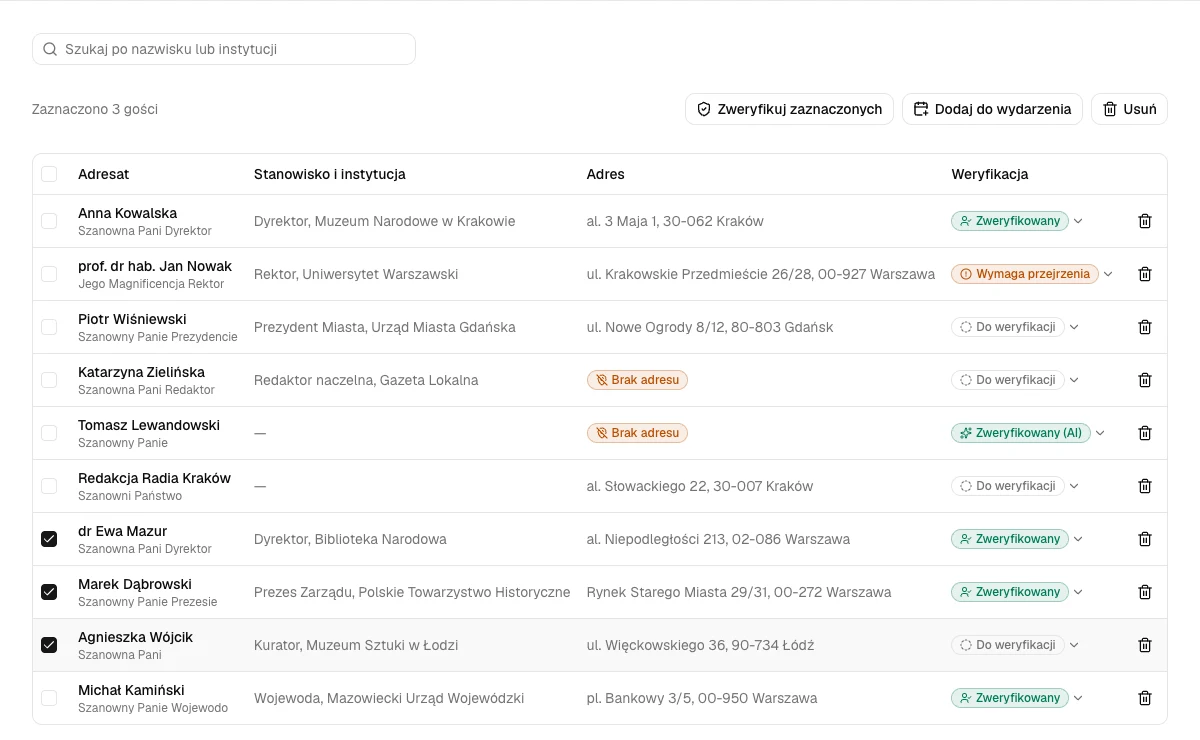 Szukaj po nazwisku lub instytucji
Zaznaczono 3 gości
Zweryfikuj zaznaczonych
Dodaj do wydarzenia
Usuń
Adresat Stanowisko i instytucja Adres Weryfikacja
Anna Kowalska
Szanowna Pani Dyrektor
Dyrektor, Muzeum Narodowe w Krakowie
al. 3 Maja 1, 30-062 Kraków
Zweryfikowany
prof. dr hab. Jan Nowak
Jego Magnificencja Rektor
Rektor, Uniwersytet Warszawski
ul. Krakowskie Przedmieście 26/28, 00-927 Warszawa
Wymaga przejrzenia
Piotr Wiśniewski
Szanowny Panie Prezydencie
Prezydent Miasta, Urząd Miasta Gdańska
ul. Nowe Ogrody 8/12, 80-803 Gdańsk
Do weryfikacji
Katarzyna Zielińska
Szanowna Pani Redaktor
Redaktor naczelna, Gazeta Lokalna
Brak adresu
Do weryfikacji
Tomasz Lewandowski
Szanowny Panie
—
Brak adresu
Zweryfikowany (AI)
Redakcja Radia Kraków
Szanowni Państwo
—
al. Słowackiego 22, 30-007 Kraków
Do weryfikacji
dr Ewa Mazur
Szanowna Pani Dyrektor
Dyrektor, Biblioteka Narodowa
al. Niepodległości 213, 02-086 Warszawa
Zweryfikowany
Marek Dąbrowski
Szanowny Panie Prezesie
Prezes Zarządu, Polskie Towarzystwo Historyczne
Rynek Starego Miasta 29/31, 00-272 Warszawa
Zweryfikowany
Agnieszka Wójcik
Szanowna Pani
Kurator, Muzeum Sztuki w Łodzi
ul. Więckowskiego 36, 90-734 Łódź
Do weryfikacji
Michał Kamiński
Szanowny Panie Wojewodo
Wojewoda, Mazowiecki Urząd Wojewódzki
pl. Bankowy 3/5, 00-950 Warszawa
Zweryfikowany